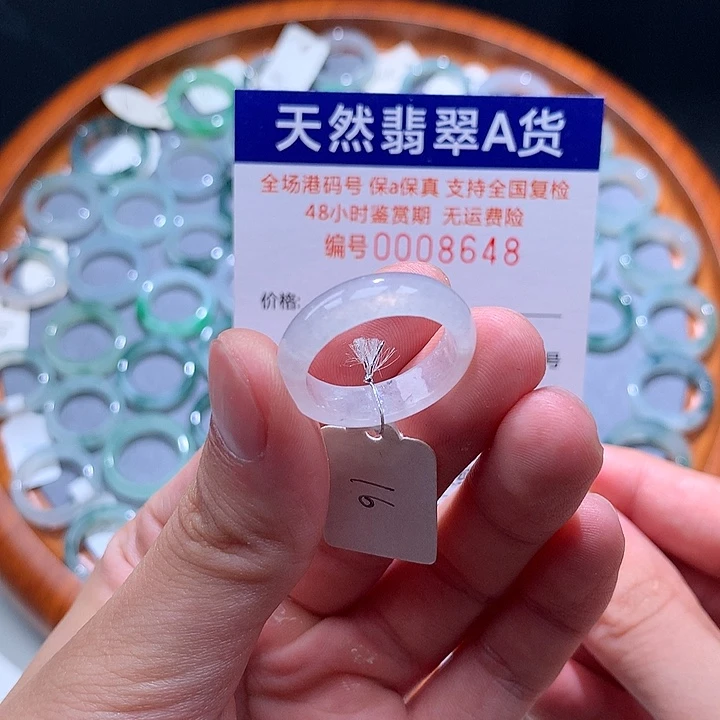 天然翡翠A货
全场港码号 保a保真 支持全国复检
48小时鉴赏期 无运费险
编号0008648
价格:
号
16